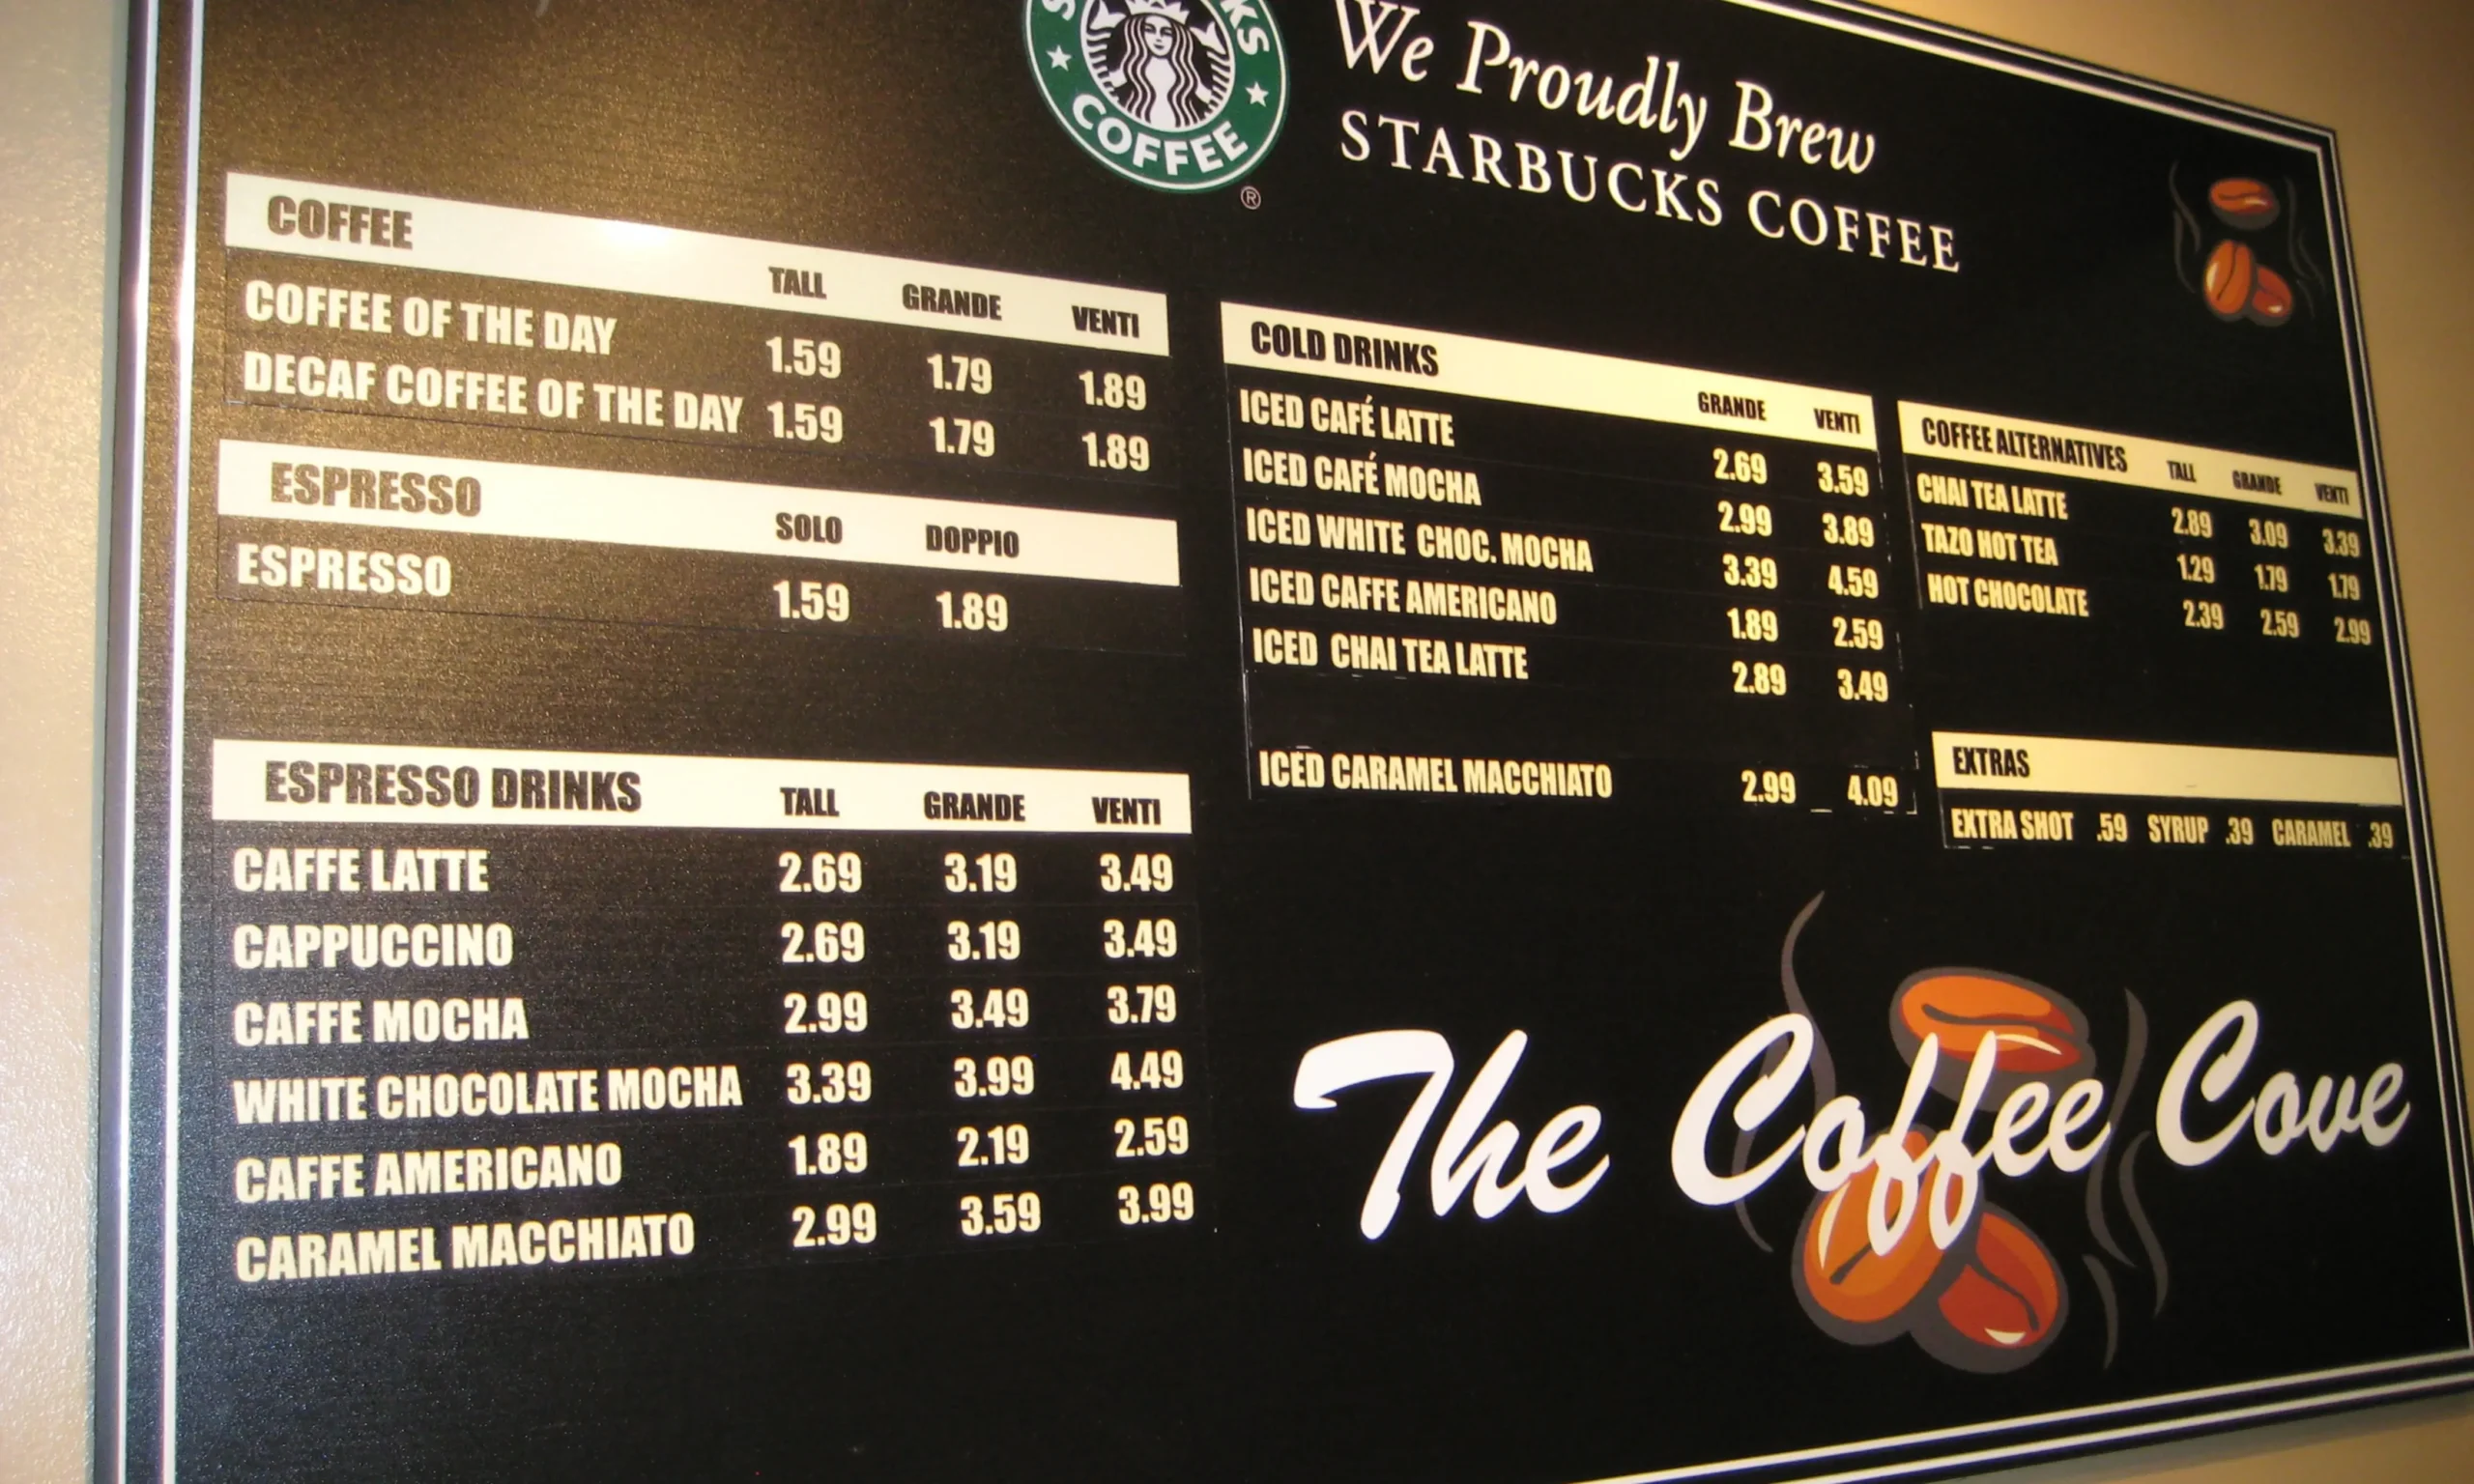 COFFEE
®
We Proudly Brew
STARBUCKS COFFEE
COFFEE TALL GRANDE VENTI
COFFEE OF THE DAY 1.59 1.79 1.89
DECAF COFFEE OF THE DAY 1.59 1.79 1.89
ESPRESSO SOLO DOPPIO
ESPRESSO 1.59 1.89
ESPRESSO DRINKS TALL GRANDE VENTI
CAFFE LATTE 2.69 3.19 3.49
CAPPUCCINO 2.69 3.19 3.49
CAFFE MOCHA 2.99 3.49 3.79
WHITE CHOCOLATE MOCHA 3.39 3.99 4.49
CAFFE AMERICANO 1.89 2.19 2.59
CARAMEL MACCHIATO 2.99 3.59 3.99
COLD DRINKS GRANDE VENTI
ICED CAFÉ LATTE 2.69 3.59
ICED CAFÉ MOCHA 2.99 3.89
ICED WHITE CHOC. MOCHA 3.39 4.59
ICED CAFFE AMERICANO 1.89 2.59
ICED CHAI TEA LATTE 2.89 3.49
ICED CARAMEL MACCHIATO 2.99 4.09
COFFEE ALTERNATIVES TALL GRANDE VENTI
CHAI TEA LATTE 2.89 3.09 3.39
TAZO HOT TEA 1.29 1.79 1.79
HOT CHOCOLATE 2.39 2.59 2.99
EXTRAS
EXTRA SHOT .59 SYRUP .39 CARAMEL .39
The Coffee Cove